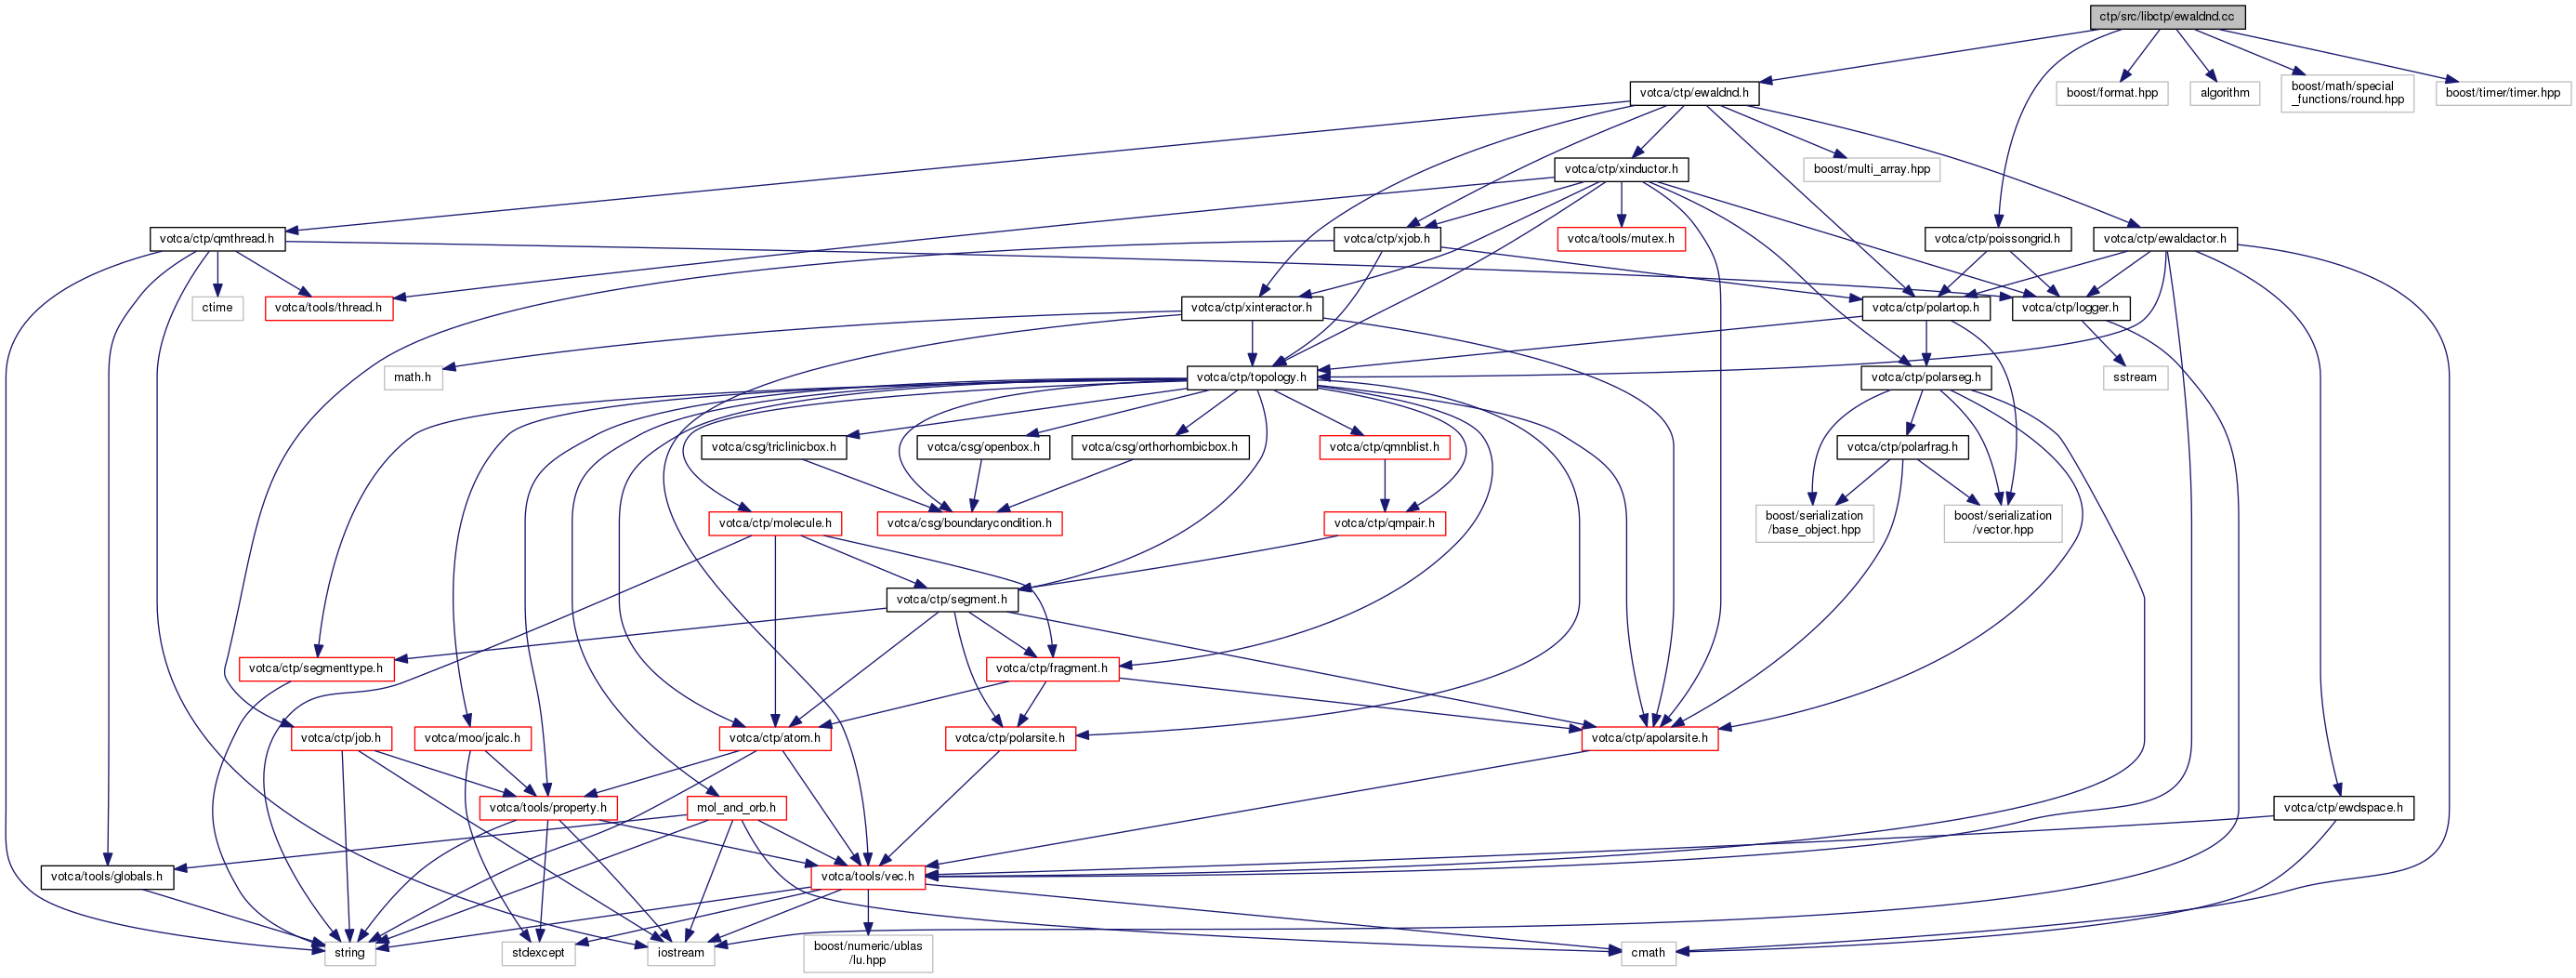 ctp/src/libctp/ewaldnd.cc
votca/ctp/ewaldnd.h
boost/format.hpp
algorithm
boost/math/special
_functions/round.hpp
boost/timer/timer.hpp
votca/ctp/xinductor.h
boost/multi_array.hpp
votca/ctp/qmthread.h
votca/ctp/xjob.h
votca/tools/mutex.h
votca/ctp/poissongrid.h
votca/ctp/ewaldactor.h
ctime
votca/tools/thread.h
votca/ctp/xinteractor.h
votca/ctp/polartop.h
votca/ctp/logger.h
math.h
votca/ctp/topology.h
votca/ctp/polarseg.h
sstream
votca/csg/triclinicbox.h
votca/csg/openbox.h
votca/csg/orthorhombicbox.h
votca/ctp/qmnblist.h
votca/ctp/polarfrag.h
votca/ctp/molecule.h
votca/csg/boundarycondition.h
votca/ctp/qmpair.h
boost/serialization
/base_object.hpp
boost/serialization
/vector.hpp
votca/ctp/segment.h
votca/ctp/segmenttype.h
votca/ctp/fragment.h
votca/ctp/job.h
votca/moo/jcalc.h
votca/ctp/atom.h
votca/ctp/polarsite.h
votca/ctp/apolarsite.h
votca/tools/property.h
mol_and_orb.h
votca/ctp/ewdspace.h
votca/tools/globals.h
votca/tools/vec.h
string
stdexcept
iostream
boost/numeric/ublas
/lu.hpp
cmath